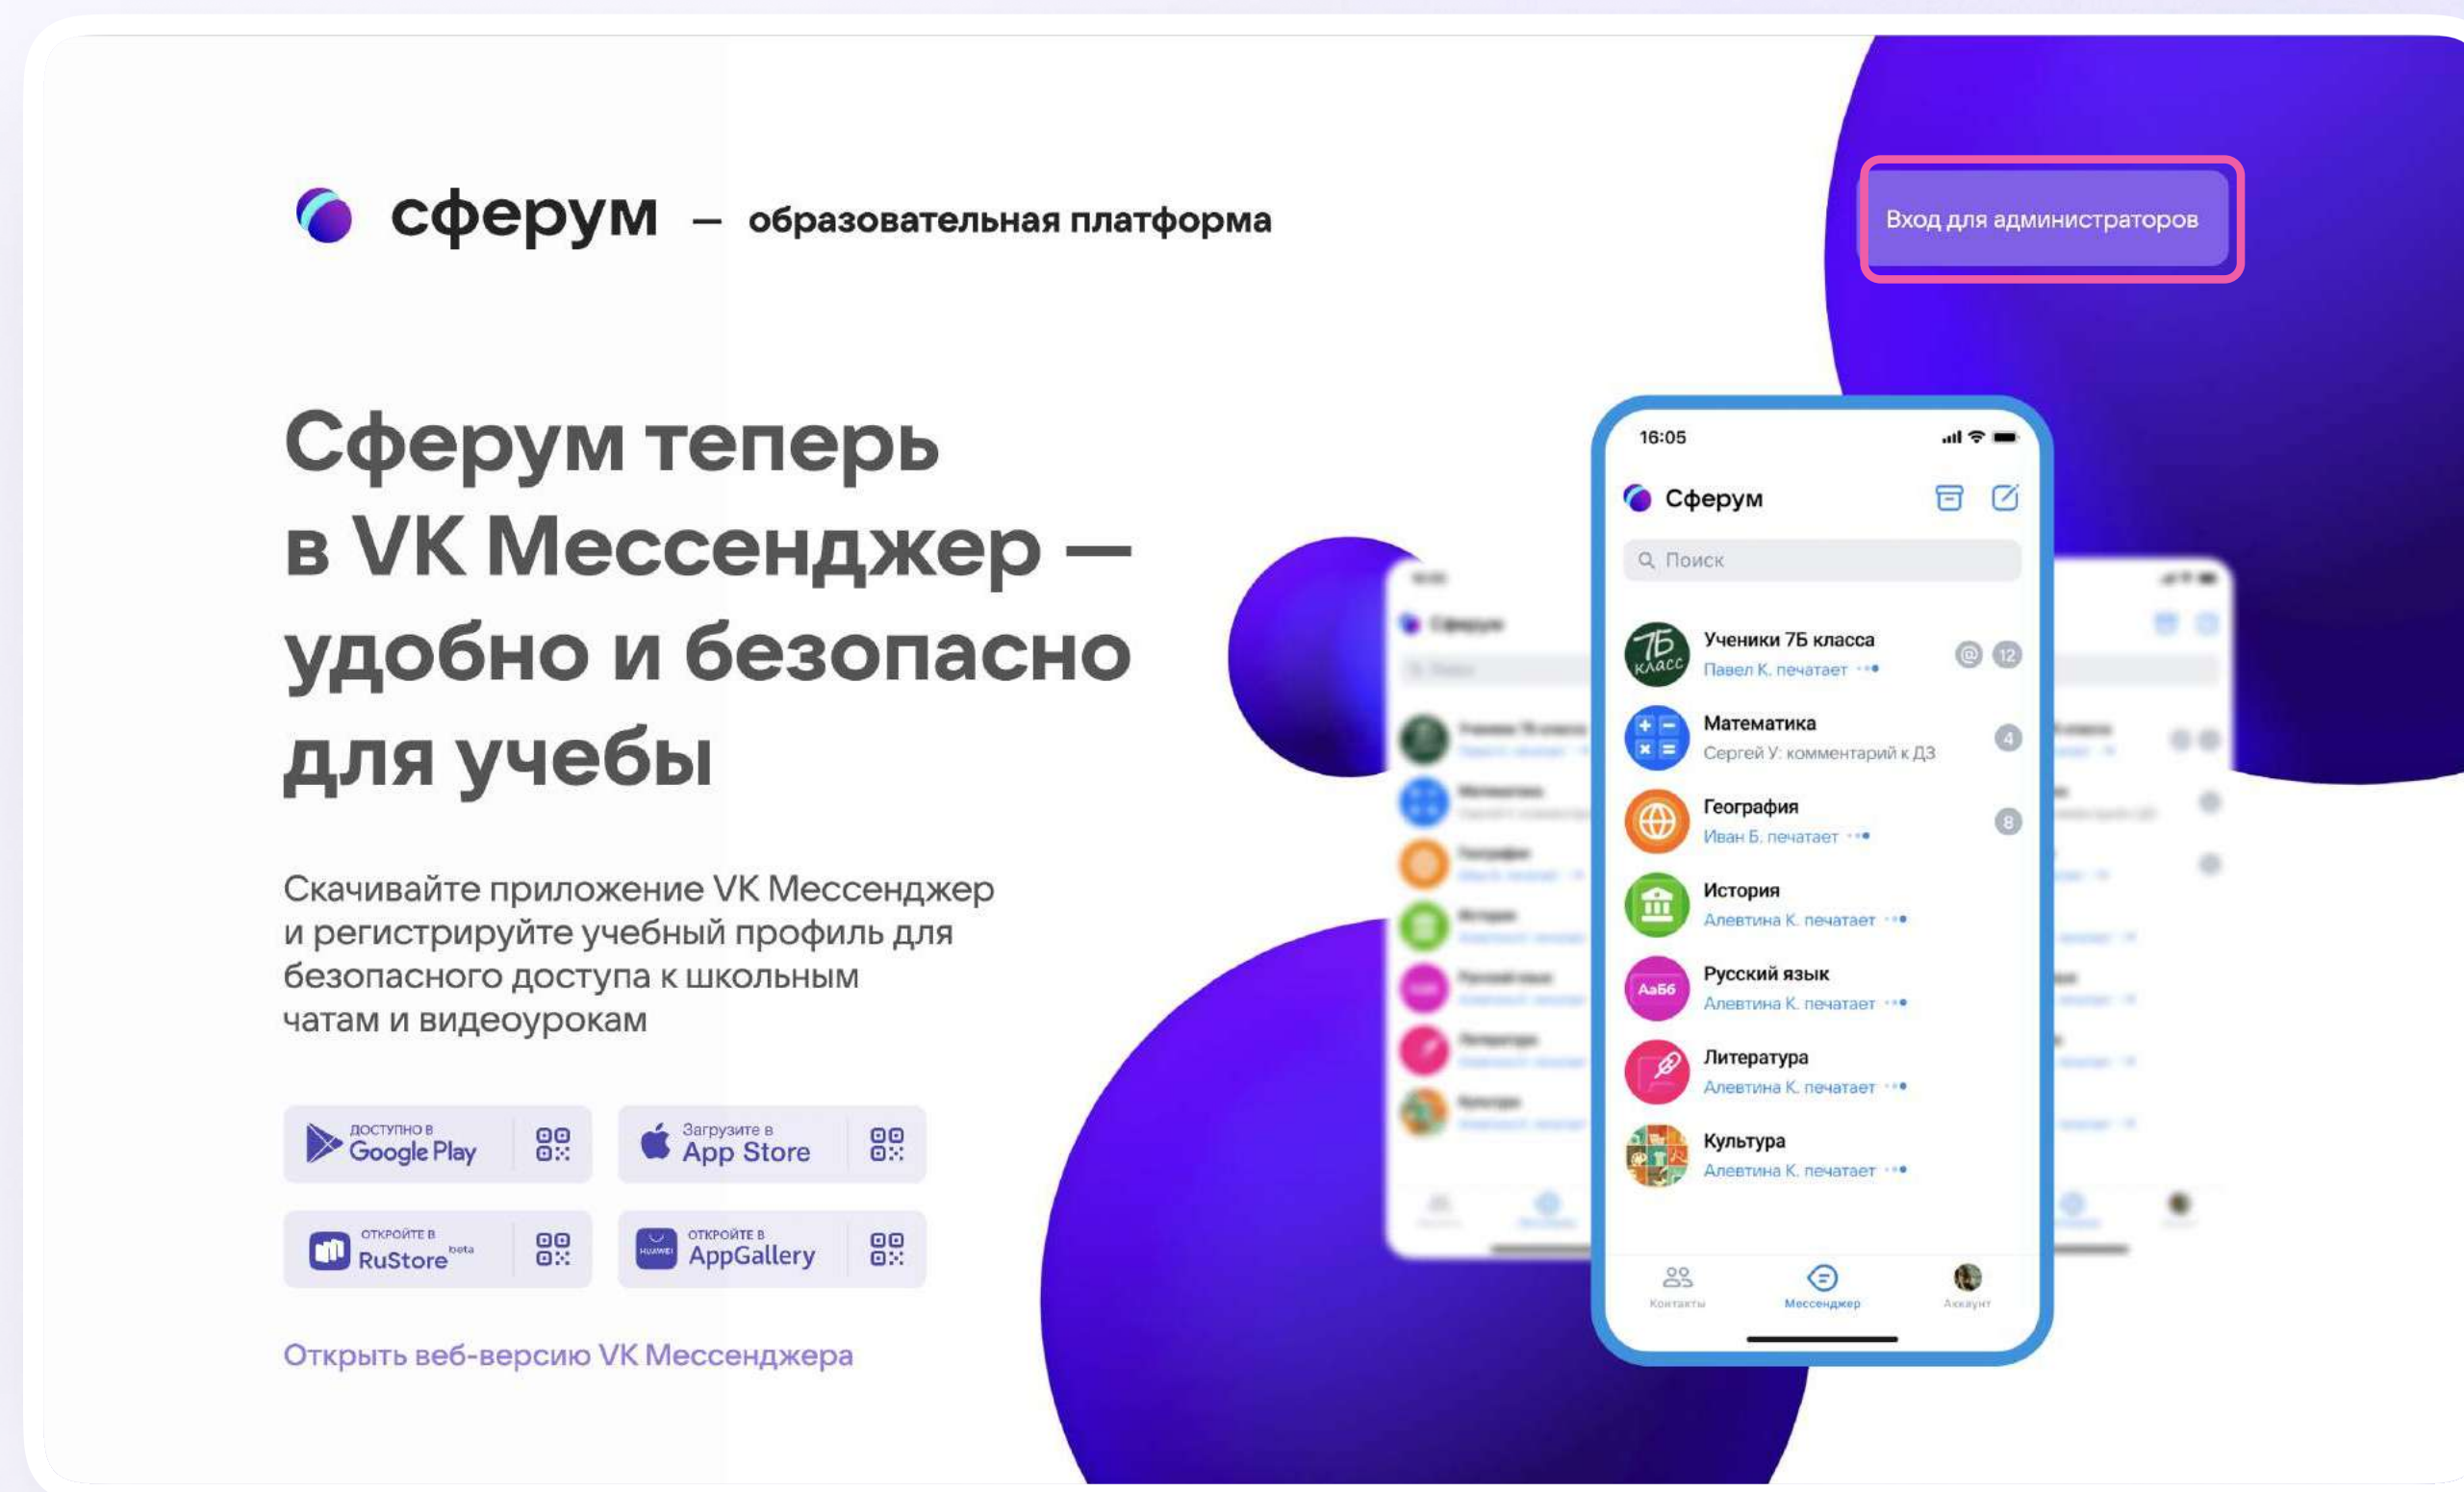 сферум — образовательная платформа
Вход для администраторов
Сферум теперь
в VK Мессенджер —
удобно и безопасно
для учебы
Скачивайте приложение VK Мессенджер
и регистрируйте учебный профиль для
безопасного доступа к школьным
чатам и видеоурокам
ДОСТУПНО В
Google Play
Загрузите в
App Store
ОТКРОЙТЕ В
RuStore beta
HUAWEI
ОТКРОЙТЕ В
AppGallery
Открыть веб-версию VK Мессенджера
16:05
Сферум
Поиск
7Б
класс
Ученики 7Б класса
Павел К. печатает
@ 12
Математика
Сергей У: комментарий к ДЗ
4
География
Иван Б. печатает
8
История
Алевтина К. печатает
АаБб
Русский язык
Алевтина К. печатает
Литература
Алевтина К. печатает
Культура
Алевтина К. печатает
Контакты
Мессенджер
Аккаунт